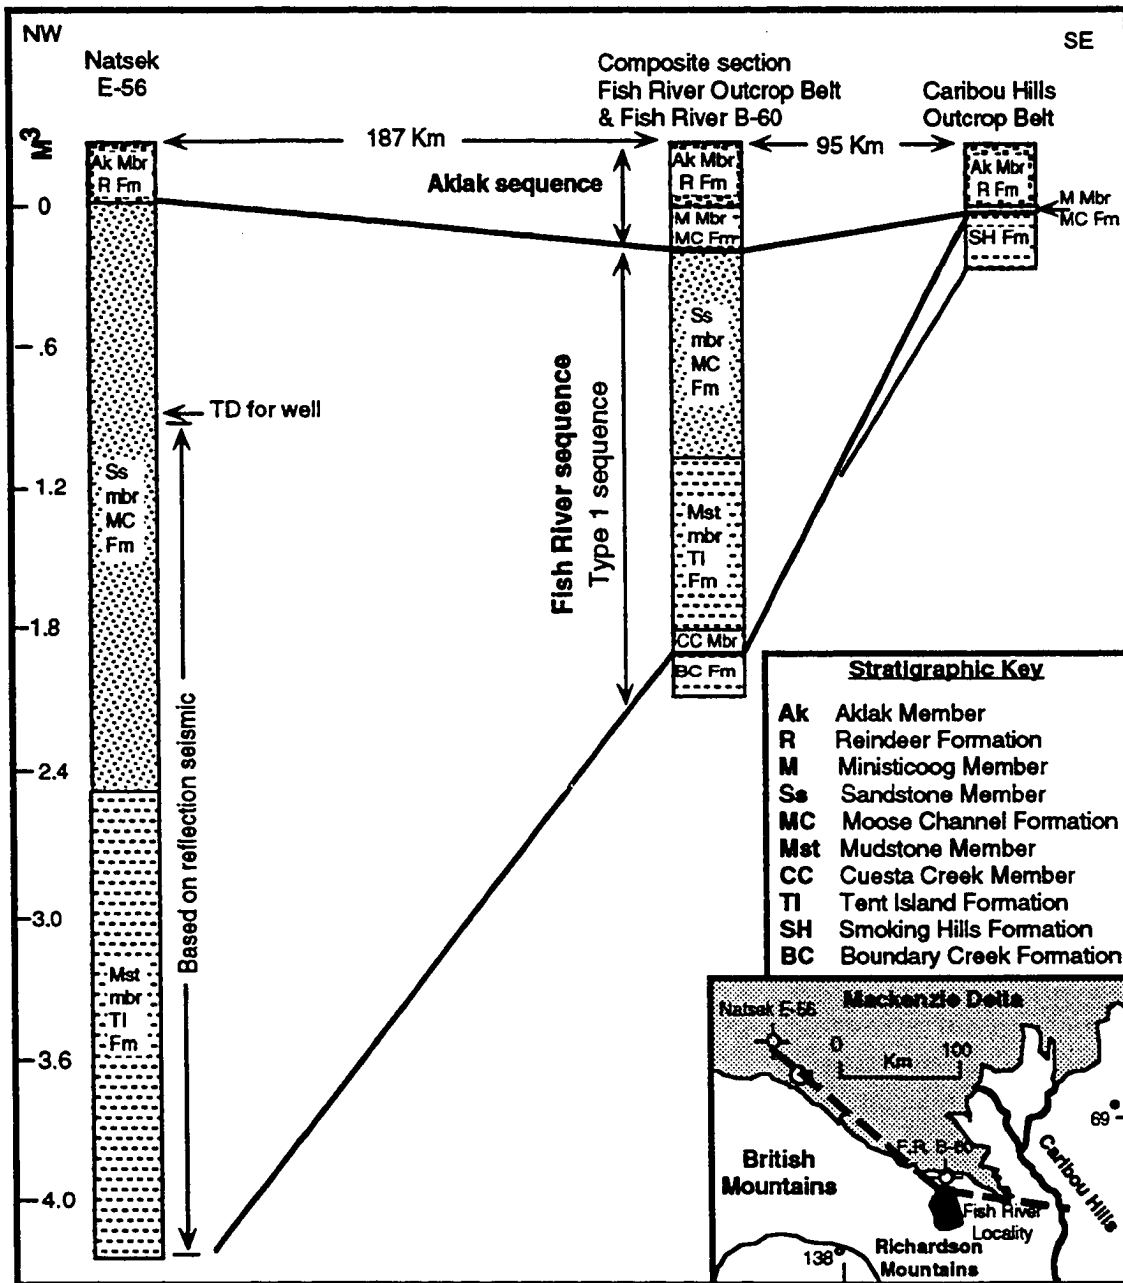 NW
SE
Natsek
E-56
Composite section
Fish River Outcrop Belt
& Fish River B-60
Caribou Hills
Outcrop Belt
M3
187 Km
95 Km
Ak Mbr
R Fm
Aklak sequence
Ak Mbr
R Fm
Ak Mbr
R Fm
M Mbr
MC Fm
M Mbr
MC Fm
SH Fm
0
.6
1.2
1.8
2.4
3.0
3.6
4.0
TD for well
Ss
mbr
MC
Fm
Ss
mbr
MC
Fm
Fish River sequence
Type 1 sequence
Mst
mbr
TI
Fm
CC Mbr
BC Fm
Based on reflection seismic
Mst
mbr
TI
Fm
Stratigraphic Key
Ak Aklak Member
R Reindeer Formation
M Ministicoog Member
Ss Sandstone Member
MC Moose Channel Formation
Mst Mudstone Member
CC Cuesta Creek Member
TI Tent Island Formation
SH Smoking Hills Formation
BC Boundary Creek Formation
Mackenzie Delta
Natsek E-56
0 100
Km
69°
F.R. B-60
British
Mountains
Caribou Hills
Fish River
Locality
Richardson
Mountains
138°